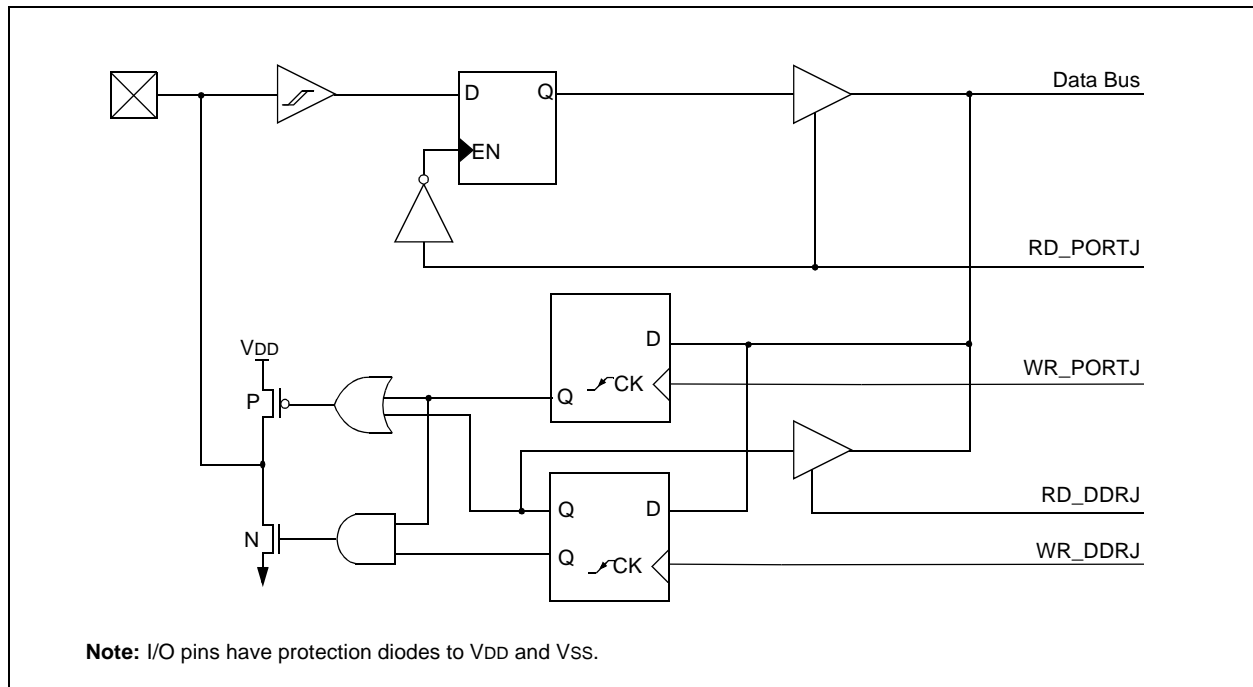 Data Bus
D Q
EN
RD_PORTJ
VDD
D
WR_PORTJ
P
Q CK
RD_DDRJ
Q D
N
Q CK
WR_DDRJ
Note: I/O pins have protection diodes to VDD and VSS.